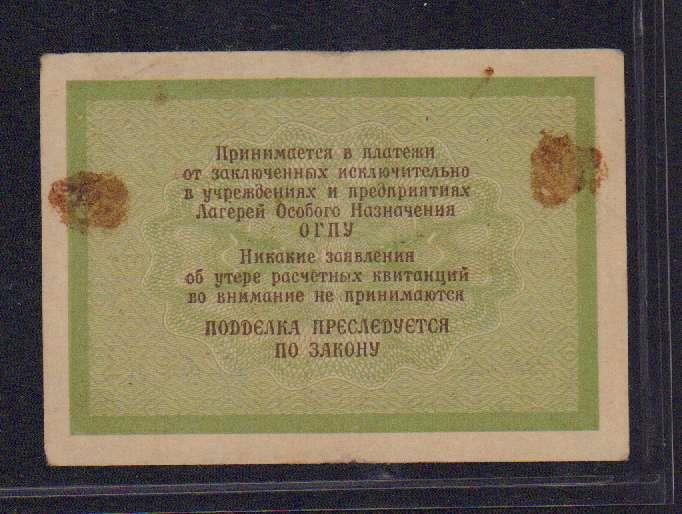 Принимается в платежи
от заключенных исключительно
в учреждениях и предприятиях
Лагерей Особого Назначения
ОГПУ
Никакие заявления
об утере расчетных квитанций
во внимание не принимаются
ПОДДЕЛКА ПРЕСЛЕДУЕТСЯ
ПО ЗАКОНУ